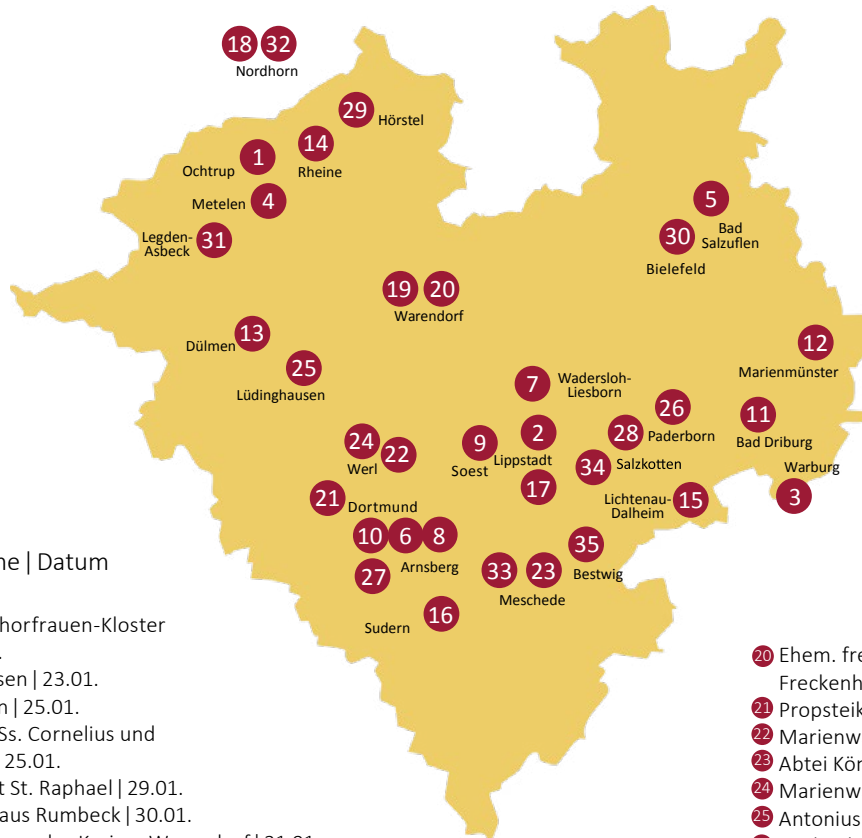 18 32
Nordhorn
29
Hörstel
14
Rheine
1
Ochtrup
Metelen 4
5
Bad
Salzuflen
Legden-
Asbeck 31
30
Bielefeld
19 20
Warendorf
Dülmen 13
12
Marienmünster
25
Lüdinghausen
7 Wadersloh-
Liesborn
26
Paderborn
11
Bad Driburg
2
Lippstadt
28
Salzkotten
9
Soest
24 22
Werl
34
17
Warburg
3
Lichtenau-
Dalheim 15
21 Dortmund
10 6 8
Arnsberg
35
Bestwig
27
33 23
Meschede
Sudern 16
ne | Datum
horfrauen-Kloster
.
sen | 23.01.
n | 25.01.
Ss. Cornelius und
25.01.
t St. Raphael | 29.01.
aus Rumbeck | 30.01.
20 Ehem. fre
Freckenh
21 Propsteik
22 Marienw
23 Abtei Kön
24 Marienw
25 Antonius